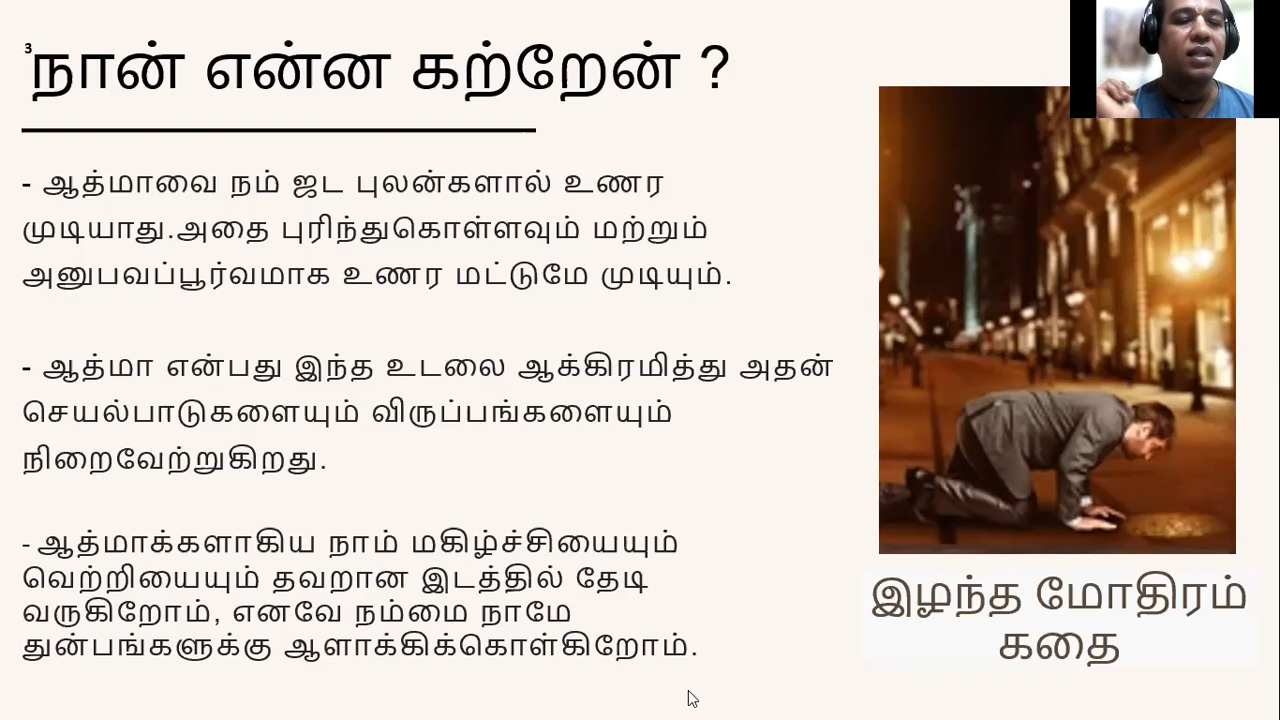 ³நான் என்ன கற்றேன் ?
- ஆத்மாவை நம் ஜட புலன்களால் உணர
முடியாது.அதை புரிந்துகொள்ளவும் மற்றும்
அனுபவப்பூர்வமாக உணர மட்டுமே முடியும்.
- ஆத்மா என்பது இந்த உடலை ஆக்கிரமித்து அதன்
செயல்பாடுகளையும் விருப்பங்களையும்
நிறைவேற்றுகிறது.
- ஆத்மாக்களாகிய நாம் மகிழ்ச்சியையும்
வெற்றியையும் தவறான இடத்தில் தேடி
வருகிறோம், எனவே நம்மை நாமே
துன்பங்களுக்கு ஆளாக்கிக்கொள்கிறோம்.
இழந்த மோதிரம்
கதை